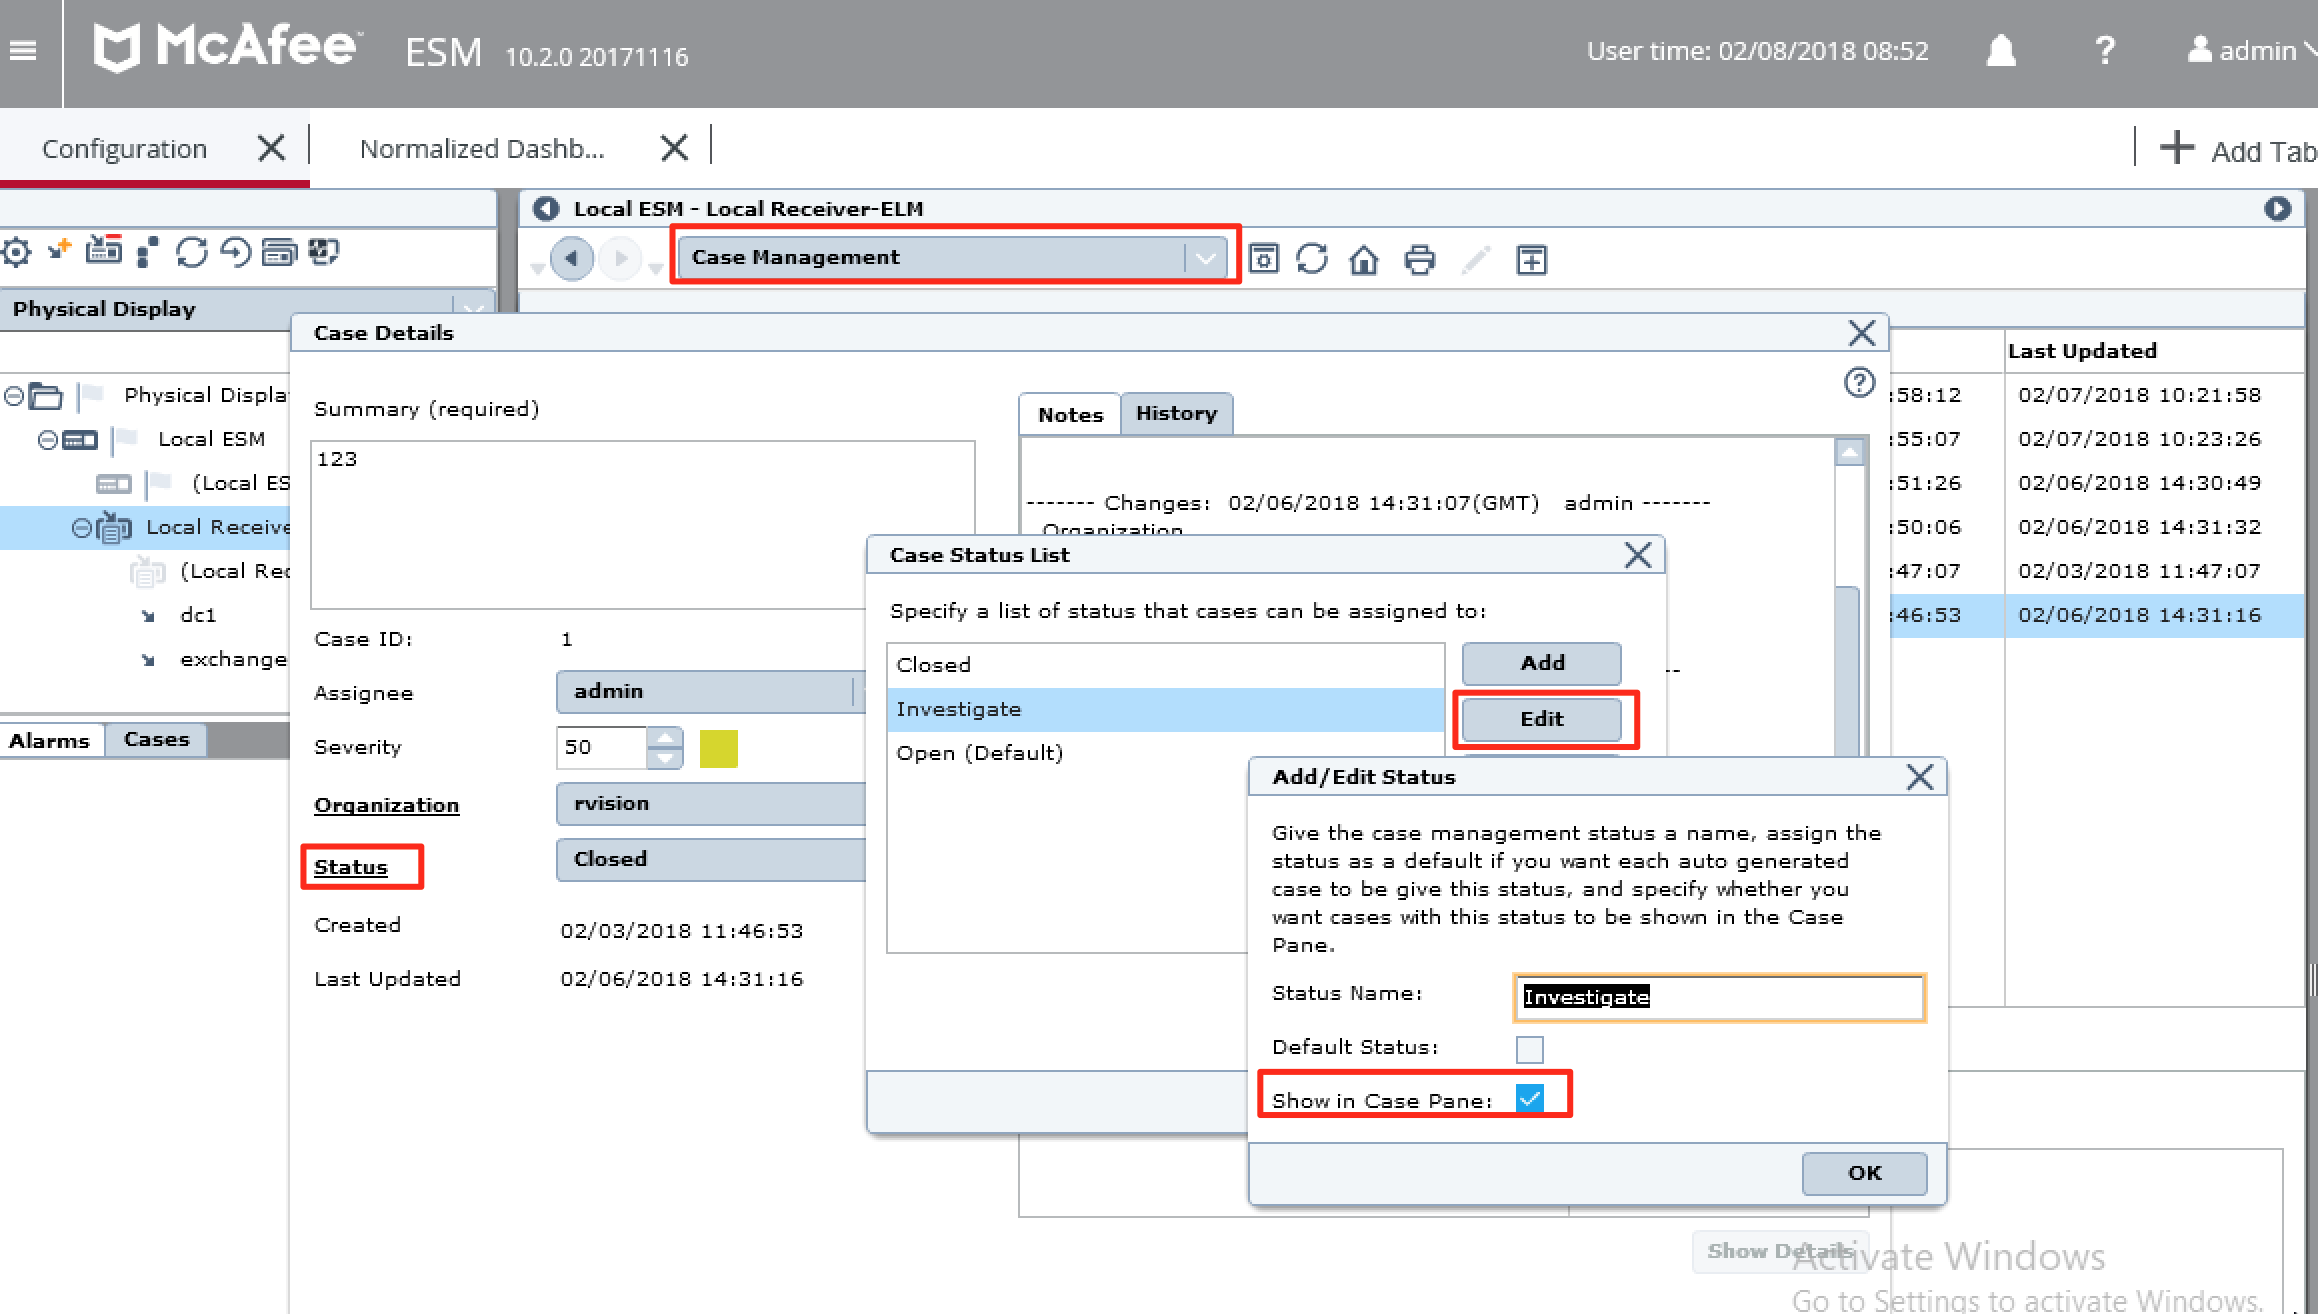 McAfee™ ESM 10.2.0 20171116 User time: 02/08/2018 08:52 ? admin
Configuration Normalized Dashb... Add Tab
Local ESM - Local Receiver-ELM
Case Management
Physical Display
Case Details
Last Updated
Physical Displa
Local ESM
(Local ES
Local Receive
(Local Rec
dc1
exchange
Alarms Cases
Summary (required)
123
Notes History
------- Changes: 02/06/2018 14:31:07(GMT) admin -------
Organization
:58:12 02/07/2018 10:21:58
:55:07 02/07/2018 10:23:26
:51:26 02/06/2018 14:30:49
:50:06 02/06/2018 14:31:32
:47:07 02/03/2018 11:47:07
:46:53 02/06/2018 14:31:16
Case ID: 1
Assignee admin
Severity 50
Organization rvision
Status Closed
Created 02/03/2018 11:46:53
Last Updated 02/06/2018 14:31:16
Case Status List
Specify a list of status that cases can be assigned to:
Closed
Investigate
Open (Default)
Add
Edit
--
Add/Edit Status
Give the case management status a name, assign the
status as a default if you want each auto generated
case to be give this status, and specify whether you
want cases with this status to be shown in the Case
Pane.
Status Name: Investigate
Default Status:
Show in Case Pane:
OK
Show Details
Activate Windows
Go to Settings to activate Windows.